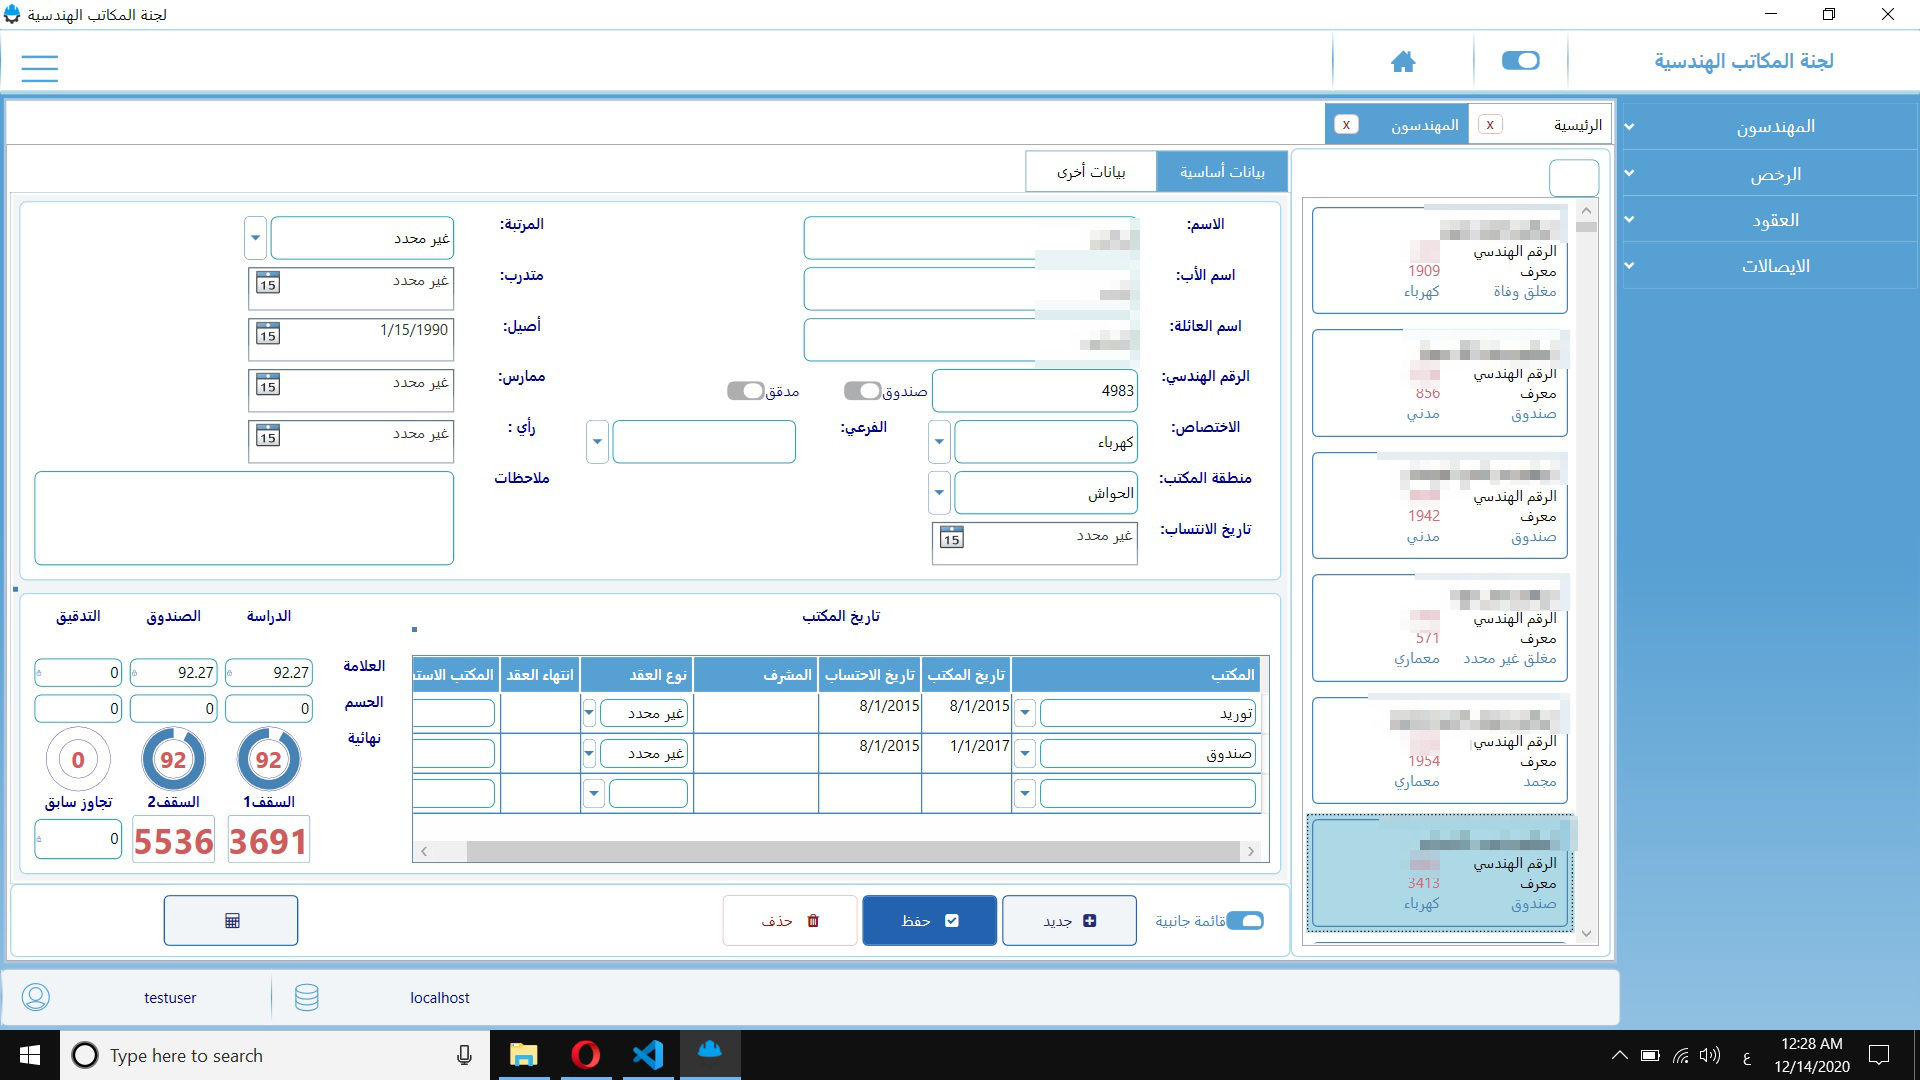 لجنة المكاتب الهندسية
لجنة المكاتب الهندسية
المهندسون
الرخص
العقود
الايصالات
الرئيسية x
المهندسون x
الرقم الهندسي
معرف 1909
مغلق وفاة كهرباء
الرقم الهندسي
معرف 856
صندوق مدني
الرقم الهندسي
معرف 1942
صندوق مدني
الرقم الهندسي
معرف 571
مغلق غير محدد معماري
الرقم الهندسي
معرف 1954
مجمد معماري
الرقم الهندسي
معرف 3413
صندوق كهرباء
بيانات أساسية بيانات أخرى
الاسم:
اسم الأب:
اسم العائلة:
الرقم الهندسي: 4983 صندوق مدقق
الاختصاص: كهرباء الفرعي:
منطقة المكتب: الحواش
تاريخ الانتساب: غير محدد 15
المرتبة: غير محدد
متدرب: غير محدد 15
أصيل: 1/15/1990 15
ممارس: غير محدد 15
رأي : غير محدد 15
ملاحظات
تاريخ المكتب
المكتب تاريخ المكتب تاريخ الاحتساب المشرف نوع العقد انتهاء العقد المكتب الاست
توريد 8/1/2015 8/1/2015 غير محدد
صندوق 1/1/2017 8/1/2015 غير محدد
الدراسة الصندوق التدقيق
العلامة 92.27 92.27 0
الحسم 0 0 0
نهائية 92 92 0
السقف1 السقف2 تجاوز سابق
3691 5536 0
قائمة جانبية جديد حفظ حذف
testuser localhost
Type here to search
ع
12:28 AM
12/14/2020